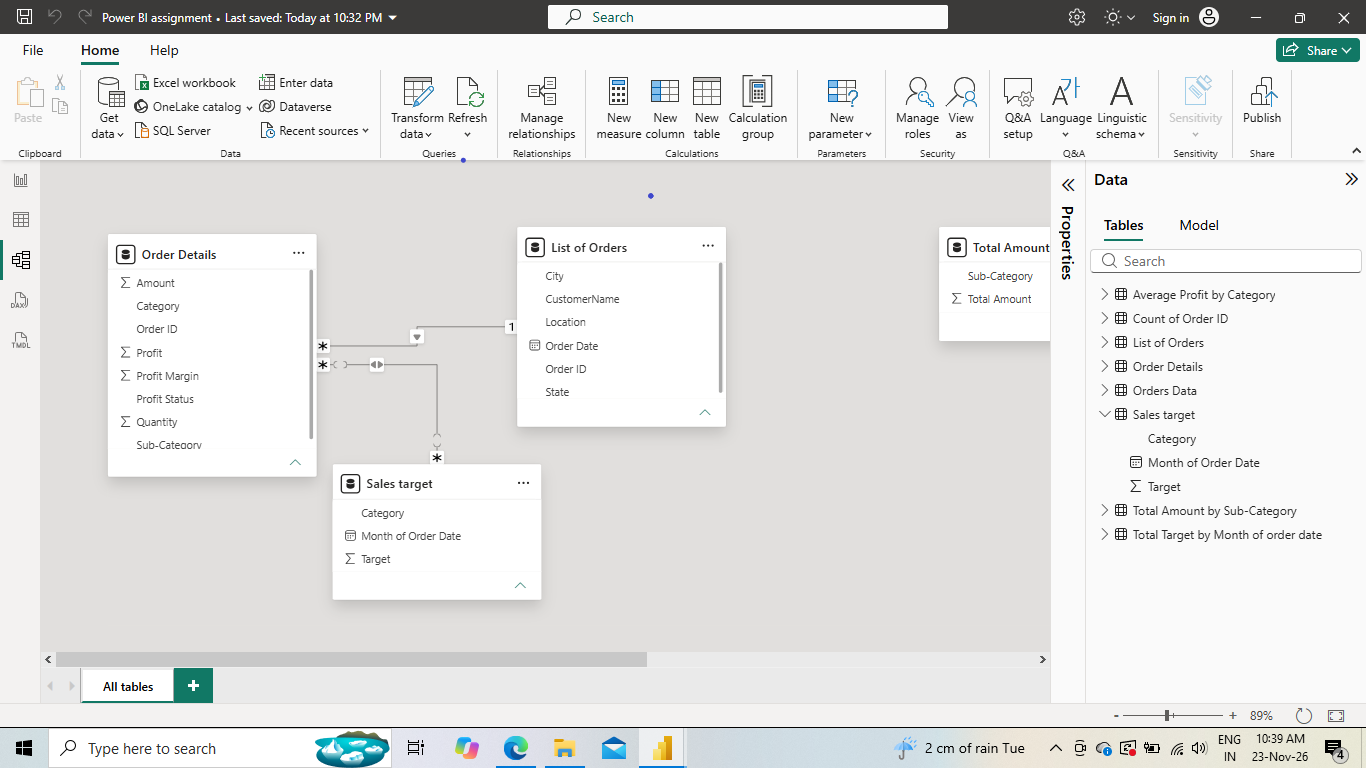 Power BI assignment • Last saved: Today at 10:32 PM
Search
Sign in
File
Home
Help
Share
Paste
Clipboard
Get data
Excel workbook
OneLake catalog
SQL Server
Enter data
Dataverse
Recent sources
Data
Transform data
Refresh
Queries
Manage relationships
Relationships
New measure
New column
New table
Calculation group
Calculations
New parameter
Parameters
Manage roles
View as
Security
Q&A setup
Language
Linguistic schema
Q&A
Sensitivity
Sensitivity
Publish
Share
DAX
TMDL
Order Details
Amount
Category
Order ID
Profit
Profit Margin
Profit Status
Quantity
Sub-Category
1
List of Orders
City
CustomerName
Location
Order Date
Order ID
State
Sales target
Category
Month of Order Date
Target
Total Amount
Sub-Category
Total Amount
Properties
Data
Tables
Model
Search
Average Profit by Category
Count of Order ID
List of Orders
Order Details
Orders Data
Sales target
Category
Month of Order Date
Target
Total Amount by Sub-Category
Total Target by Month of order date
All tables
- + 89%
Type here to search
2 cm of rain Tue
ENG
IN
10:39 AM
23-Nov-26
4